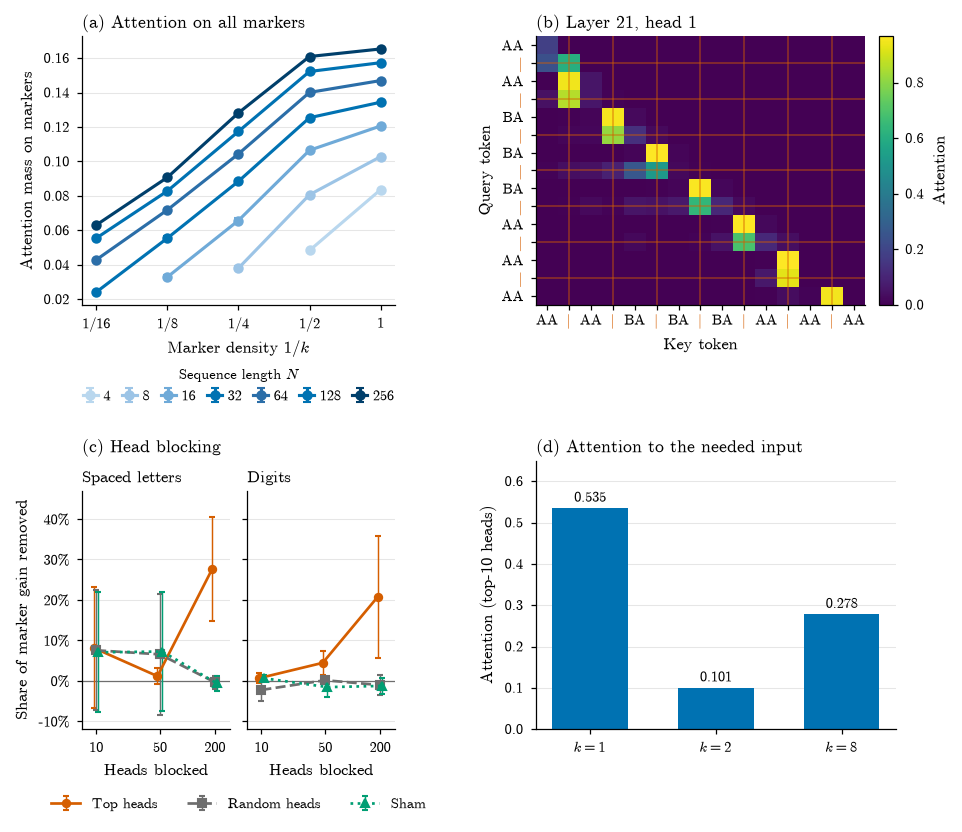 (a) Attention on all markers
Attention mass on markers
0.16
0.14
0.12
0.10
0.08
0.06
0.04
0.02
1/16 1/8 1/4 1/2 1
Marker density 1/k
Sequence length N
4 8 16 32 64 128 256
(b) Layer 21, head 1
Query token
AA
|
AA
|
BA
|
BA
|
BA
|
AA
|
AA
|
AA
AA | AA | BA | BA | BA | AA | AA | AA
Key token
0.8
0.6
0.4
0.2
0.0
Attention
(c) Head blocking
Spaced letters Digits
Share of marker gain removed
40%
30%
20%
10%
0%
-10%
10 50 200 10 50 200
Heads blocked Heads blocked
Top heads Random heads Sham
(d) Attention to the needed input
Attention (top-10 heads)
0.6
0.5
0.4
0.3
0.2
0.1
0.0
0.535
0.101
0.278
k = 1 k = 2 k = 8